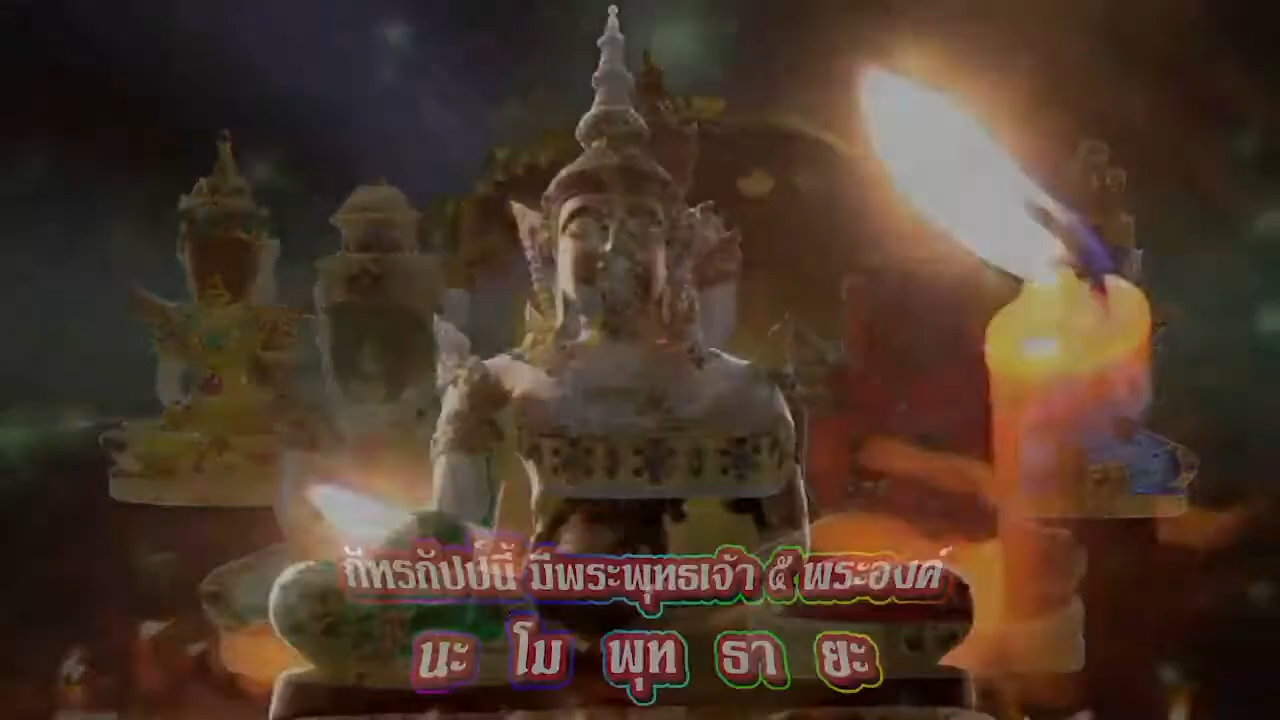 ภัทรกัปป์นี้ มีพระพุทธเจ้า ๕ พระองค์
นะ โม พุท ธา ยะ